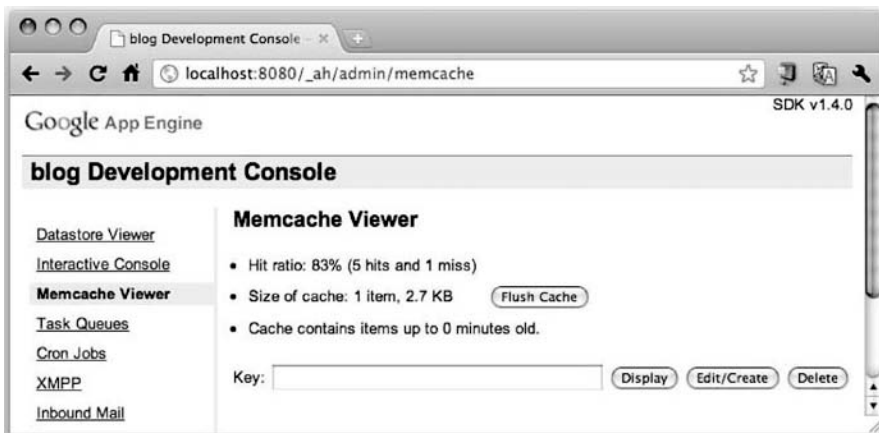 blog Development Console -
localhost:8080/_ah/admin/memcache
SDK v1.4.0
Google App Engine
blog Development Console
Datastore Viewer
Interactive Console
Memcache Viewer
Task Queues
Cron Jobs
XMPP
Inbound Mail
Memcache Viewer
• Hit ratio: 83% (5 hits and 1 miss)
• Size of cache: 1 item, 2.7 KB Flush Cache
• Cache contains items up to 0 minutes old.
Key: Display Edit/Create Delete